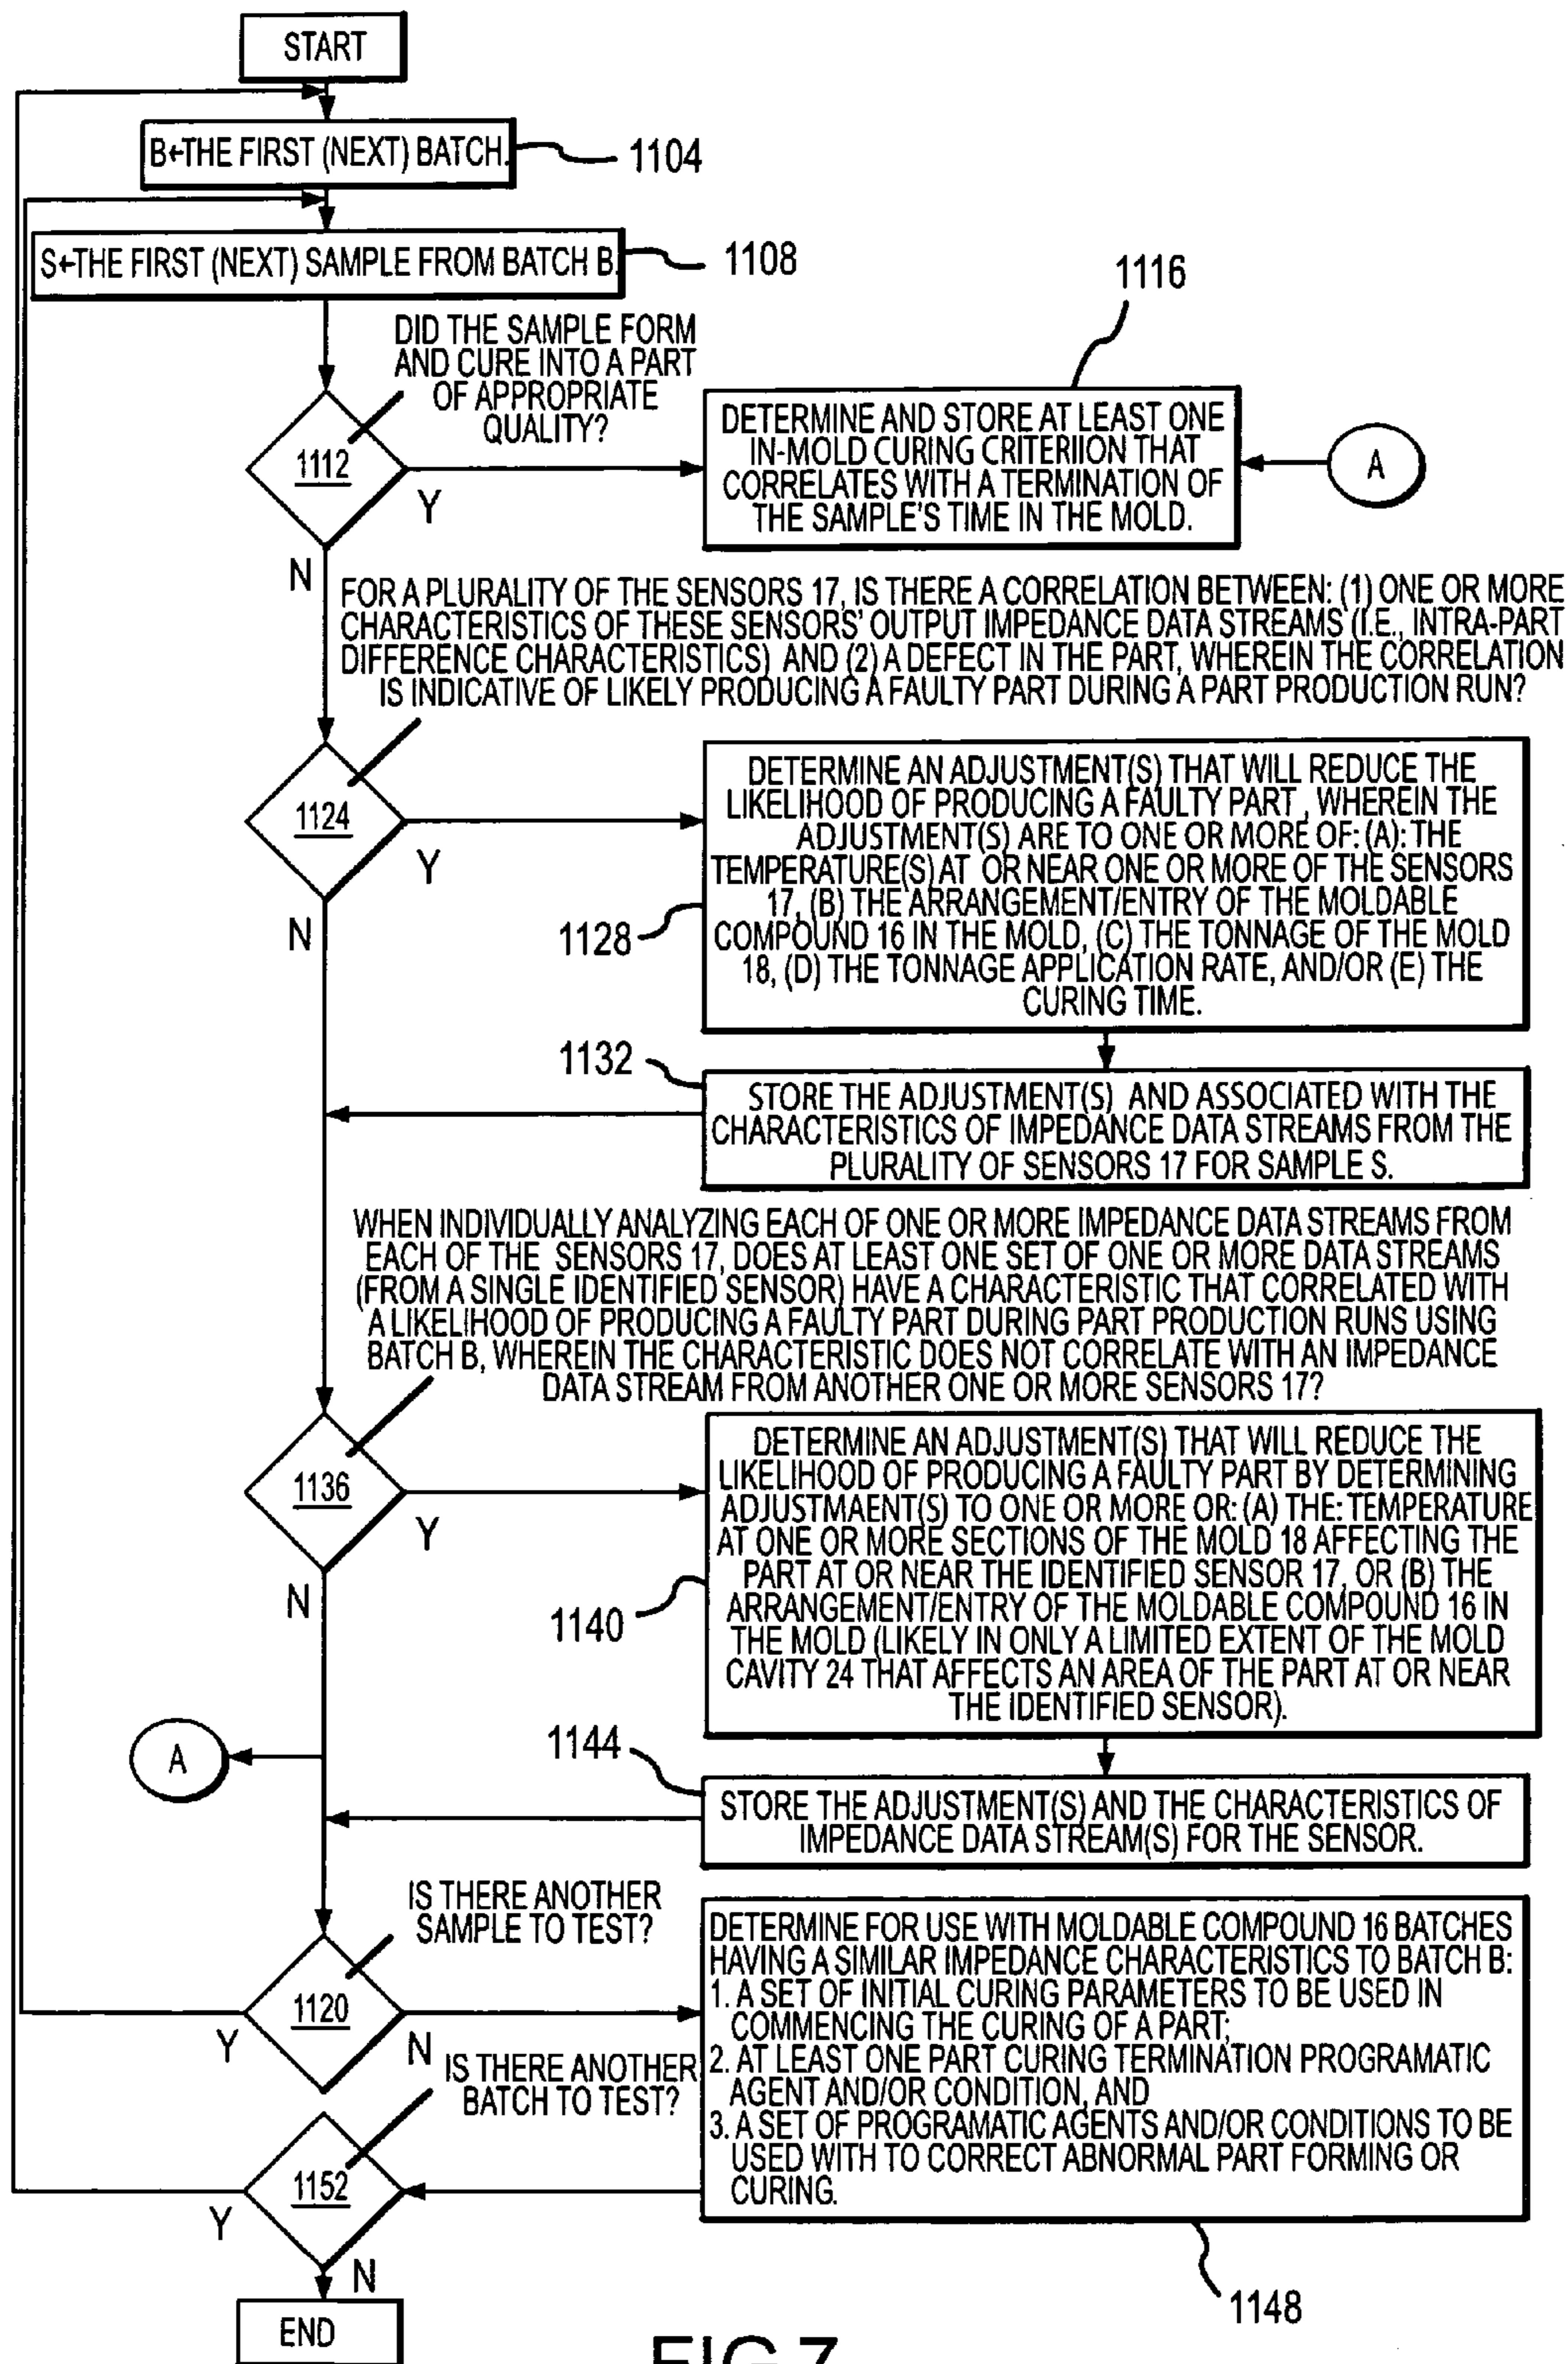 START
B←THE FIRST (NEXT) BATCH.
1104
S←THE FIRST (NEXT) SAMPLE FROM BATCH B.
1108
DID THE SAMPLE FORM
AND CURE INTO A PART
OF APPROPRIATE
QUALITY?
1112
Y
N
1116
DETERMINE AND STORE AT LEAST ONE
IN-MOLD CURING CRITERIION THAT
CORRELATES WITH A TERMINATION OF
THE SAMPLE'S TIME IN THE MOLD.
A
FOR A PLURALITY OF THE SENSORS 17, IS THERE A CORRELATION BETWEEN: (1) ONE OR MORE
CHARACTERISTICS OF THESE SENSORS' OUTPUT IMPEDANCE DATA STREAMS (I.E., INTRA-PART
DIFFERENCE CHARACTERISTICS) AND (2) A DEFECT IN THE PART, WHEREIN THE CORRELATION
IS INDICATIVE OF LIKELY PRODUCING A FAULTY PART DURING A PART PRODUCTION RUN?
1124
Y
N
DETERMINE AN ADJUSTMENT(S) THAT WILL REDUCE THE
LIKELIHOOD OF PRODUCING A FAULTY PART , WHEREIN THE
ADJUSTMENT(S) ARE TO ONE OR MORE OF: (A): THE
TEMPERATURE(S) AT OR NEAR ONE OR MORE OF THE SENSORS
17, (B) THE ARRANGEMENT/ENTRY OF THE MOLDABLE
COMPOUND 16 IN THE MOLD, (C) THE TONNAGE OF THE MOLD
18, (D) THE TONNAGE APPLICATION RATE, AND/OR (E) THE
CURING TIME.
1128
1132
STORE THE ADJUSTMENT(S) AND ASSOCIATED WITH THE
CHARACTERISTICS OF IMPEDANCE DATA STREAMS FROM THE
PLURALITY OF SENSORS 17 FOR SAMPLE S.
WHEN INDIVIDUALLY ANALYZING EACH OF ONE OR MORE IMPEDANCE DATA STREAMS FROM
EACH OF THE SENSORS 17, DOES AT LEAST ONE SET OF ONE OR MORE DATA STREAMS
(FROM A SINGLE IDENTIFIED SENSOR) HAVE A CHARACTERISTIC THAT CORRELATED WITH
A LIKELIHOOD OF PRODUCING A FAULTY PART DURING PART PRODUCTION RUNS USING
BATCH B, WHEREIN THE CHARACTERISTIC DOES NOT CORRELATE WITH AN IMPEDANCE
DATA STREAM FROM ANOTHER ONE OR MORE SENSORS 17?
1136
Y
N
DETERMINE AN ADJUSTMENT(S) THAT WILL REDUCE THE
LIKELIHOOD OF PRODUCING A FAULTY PART BY DETERMINING
ADJUSTMAENT(S) TO ONE OR MORE OR: (A) THE: TEMPERATURE
AT ONE OR MORE SECTIONS OF THE MOLD 18 AFFECTING THE
PART AT OR NEAR THE IDENTIFIED SENSOR 17, OR (B) THE
ARRANGEMENT/ENTRY OF THE MOLDABLE COMPOUND 16 IN
THE MOLD (LIKELY IN ONLY A LIMITED EXTENT OF THE MOLD
CAVITY 24 THAT AFFECTS AN AREA OF THE PART AT OR NEAR
THE IDENTIFIED SENSOR).
1140
A
1144
STORE THE ADJUSTMENT(S) AND THE CHARACTERISTICS OF
IMPEDANCE DATA STREAM(S) FOR THE SENSOR.
IS THERE ANOTHER
SAMPLE TO TEST?
1120
Y
N
DETERMINE FOR USE WITH MOLDABLE COMPOUND 16 BATCHES
HAVING A SIMILAR IMPEDANCE CHARACTERISTICS TO BATCH B:
1. A SET OF INITIAL CURING PARAMETERS TO BE USED IN
COMMENCING THE CURING OF A PART;
2. AT LEAST ONE PART CURING TERMINATION PROGRAMATIC
AGENT AND/OR CONDITION, AND
3. A SET OF PROGRAMATIC AGENTS AND/OR CONDITIONS TO BE
USED WITH TO CORRECT ABNORMAL PART FORMING OR
CURING.
IS THERE ANOTHER
BATCH TO TEST?
1152
Y
N
1148
END
FIG.7